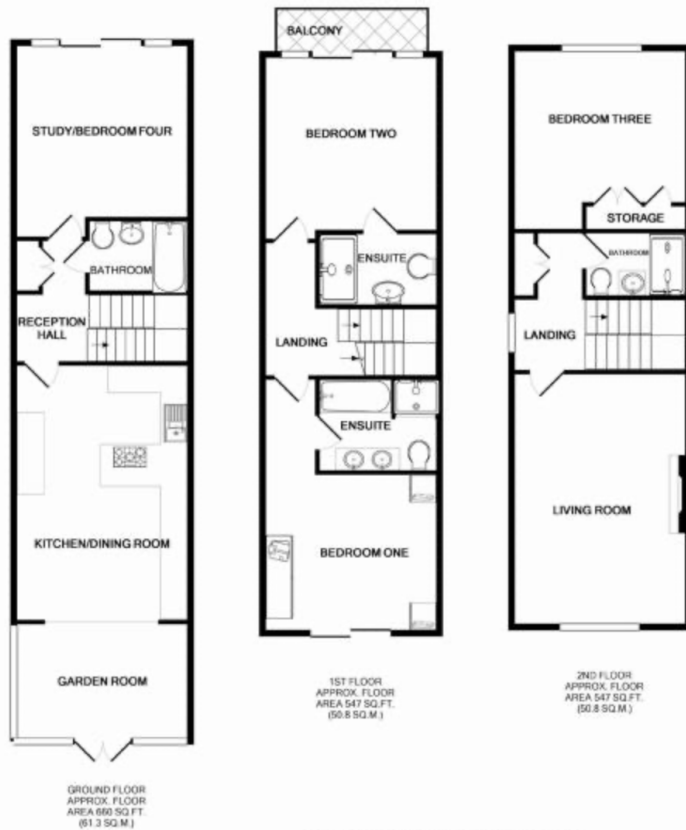 STUDY/BEDROOM FOUR
BATHROOM
RECEPTION
HALL
KITCHEN/DINING ROOM
GARDEN ROOM
GROUND FLOOR
APPROX. FLOOR
AREA 660 SQ.FT.
(61.3 SQ.M.)
BALCONY
BEDROOM TWO
ENSUITE
LANDING
ENSUITE
BEDROOM ONE
1ST FLOOR
APPROX. FLOOR
AREA 547 SQ.FT.
(50.8 SQ.M.)
BEDROOM THREE
STORAGE
BATHROOM
LANDING
LIVING ROOM
2ND FLOOR
APPROX. FLOOR
AREA 547 SQ.FT.
(50.8 SQ.M.)